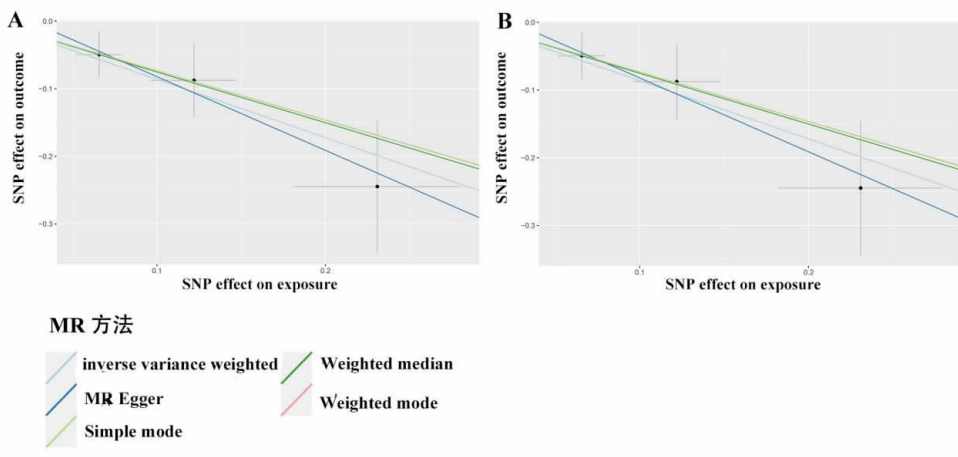 A
SNP effect on outcome
0.0
-0.1
-0.2
-0.3
0.1
0.2
SNP effect on exposure
B
SNP effect on outcome
0.0
-0.1
-0.2
-0.3
0.1
0.2
SNP effect on exposure
MR 方法
inverse variance weighted
MR Egger
Simple mode
Weighted median
Weighted mode